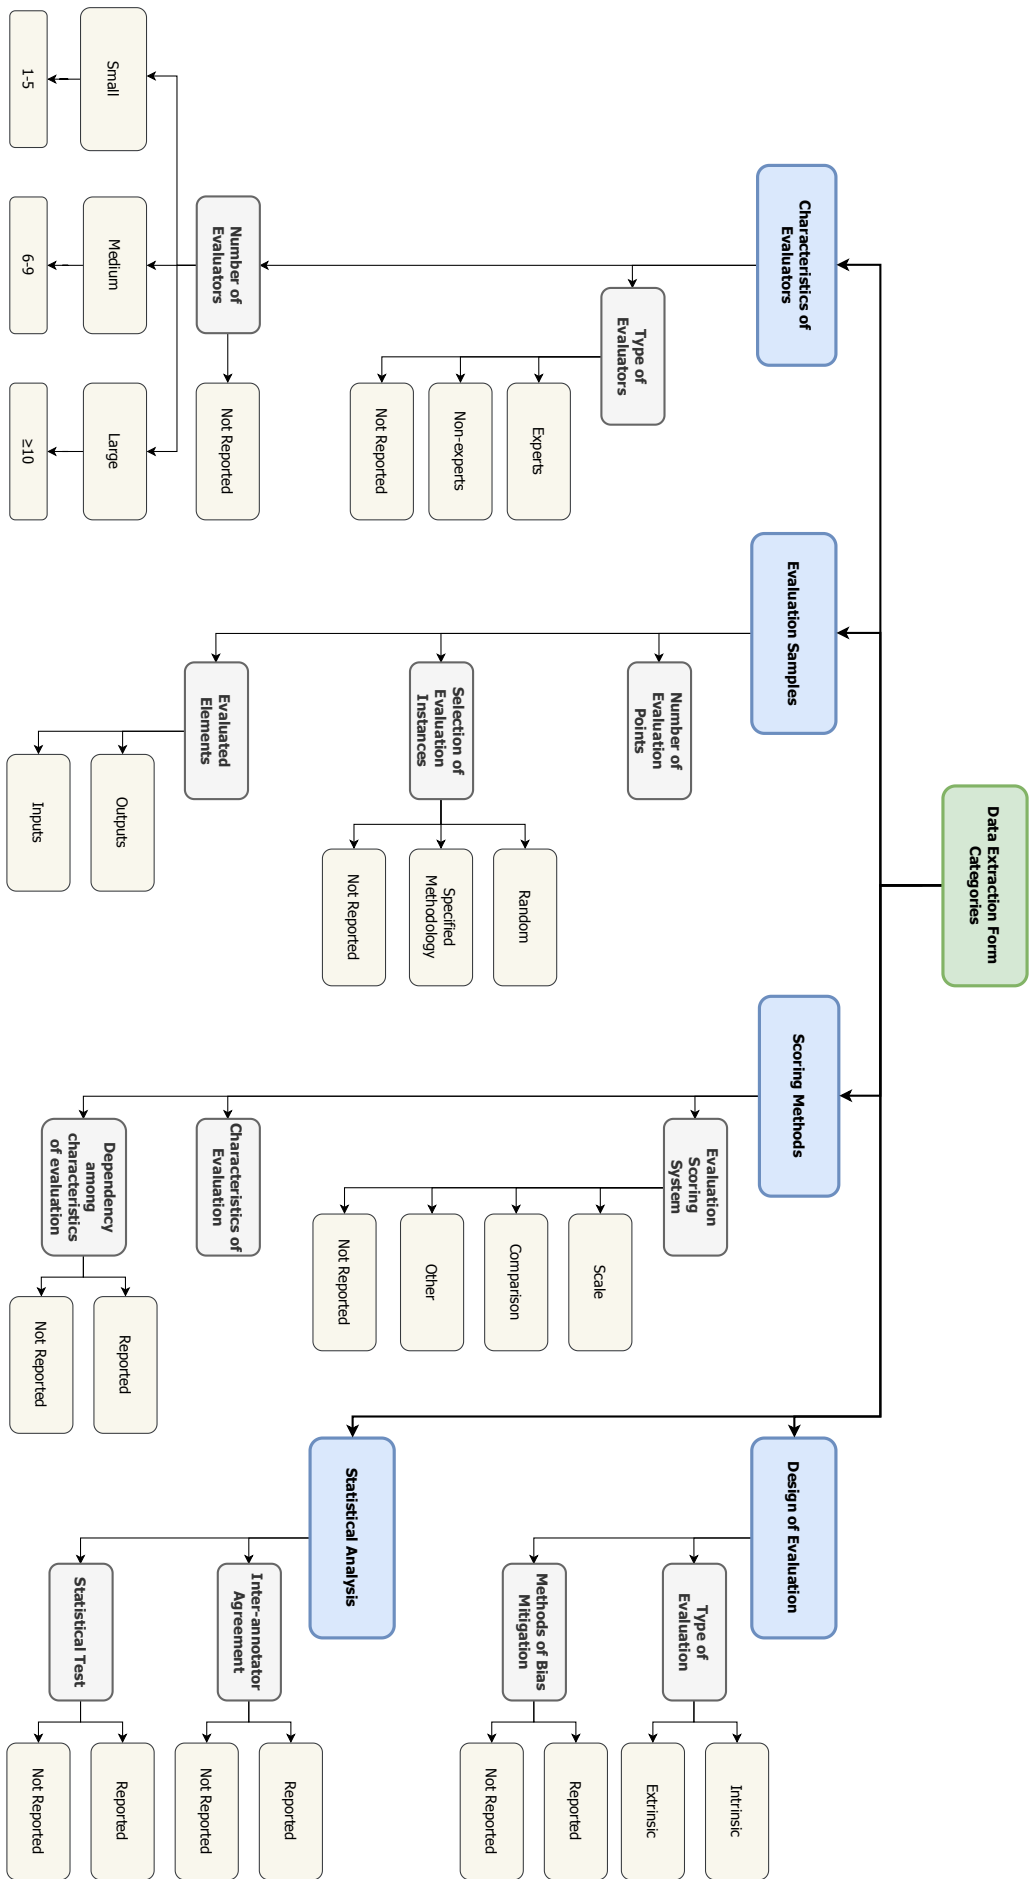 Data Extraction Form
Categories
Characteristics of
Evaluators
Type of
Evaluators
Experts
Non-experts
Not Reported
Number of
Evaluators
Not Reported
Small
Medium
Large
1-5
6-9
≥10
Evaluation Samples
Number of
Evaluation
Points
Selection of
Evaluation
Instances
Random
Specified
Methodology
Not Reported
Evaluated
Elements
Outputs
Inputs
Scoring Methods
Evaluation
Scoring
System
Scale
Comparison
Other
Not Reported
Characteristics of
Evaluation
Dependency
among
characteristics
of evaluation
Reported
Not Reported
Design of Evaluation
Type of
Evaluation
Intrinsic
Extrinsic
Methods of Bias
Mitigation
Reported
Not Reported
Statistical Analysis
Inter-annotator
Agreement
Reported
Not Reported
Statistical Test
Reported
Not Reported